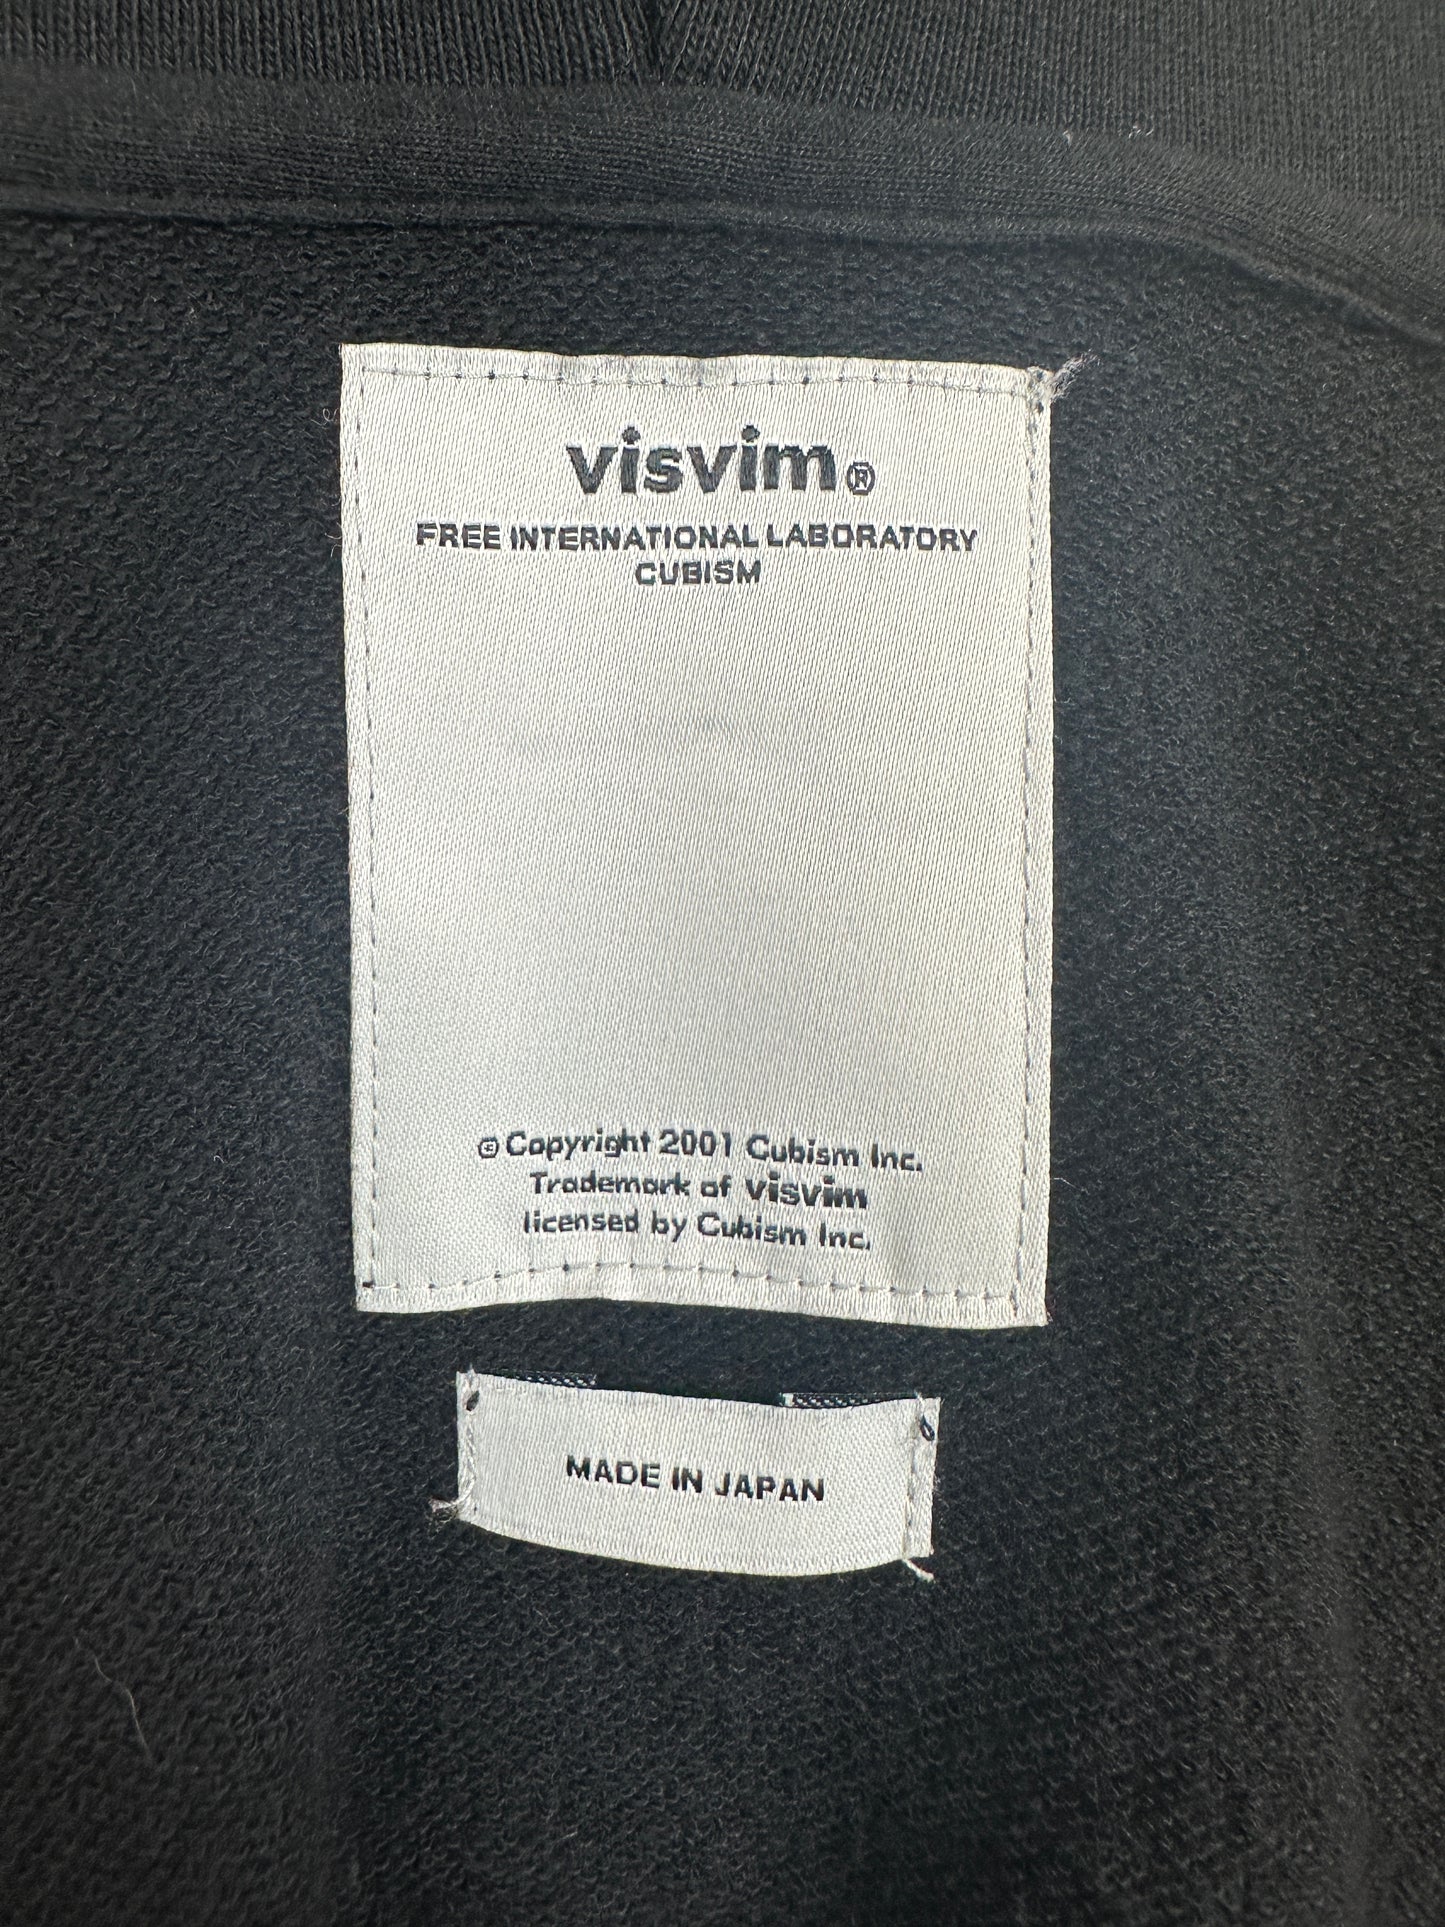 visvim®
FREE INTERNATIONAL LABORATORY
CUBISM
© Copyright 2001 Cubism Inc.
Trademark of visvim
licensed by Cubism Inc.
MADE IN JAPAN